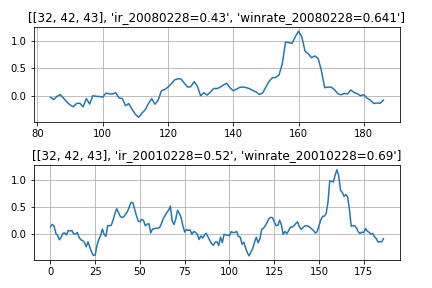 [[32, 42, 43], 'ir_20080228=0.43', 'winrate_20080228=0.641']
1.0
0.5
0.0
80 100 120 140 160 180
[[32, 42, 43], 'ir_20010228=0.52', 'winrate_20010228=0.69']
1.0
0.5
0.0
0 25 50 75 100 125 150 175